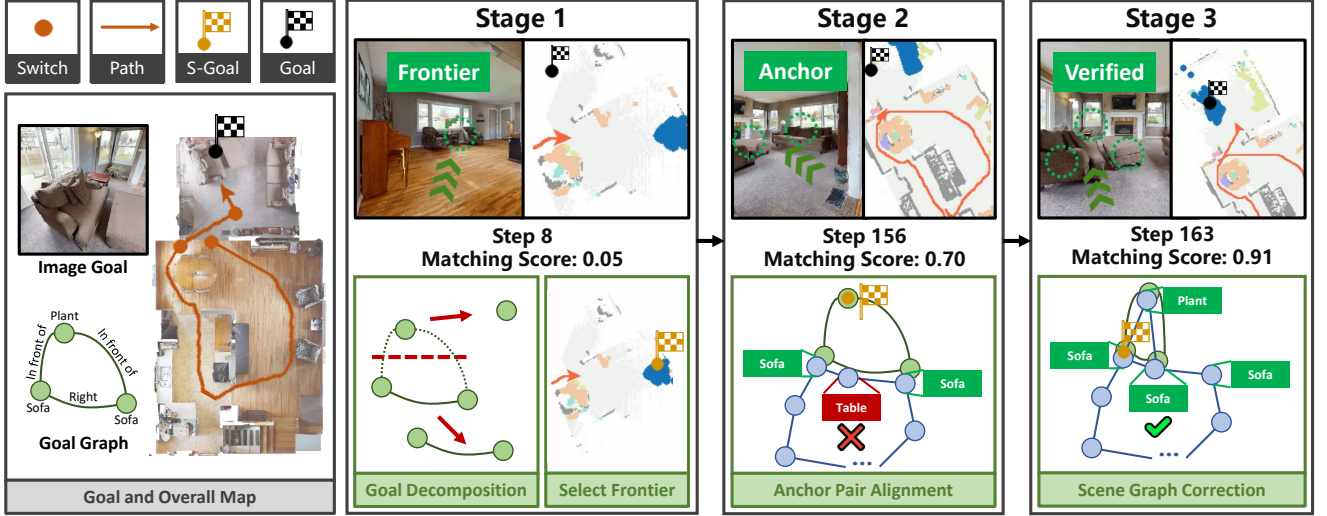 Switch
Path
S-Goal
Goal
Image Goal
Plant
In front of
In front of
Sofa
Right
Sofa
Goal Graph
Goal and Overall Map
Stage 1
Frontier
Step 8
Matching Score: 0.05
Goal Decomposition
Select Frontier
Stage 2
Anchor
Step 156
Matching Score: 0.70
Sofa
Sofa
Table
...
Anchor Pair Alignment
Stage 3
Verified
Step 163
Matching Score: 0.91
Plant
Sofa
Sofa
Sofa
...
Scene Graph Correction